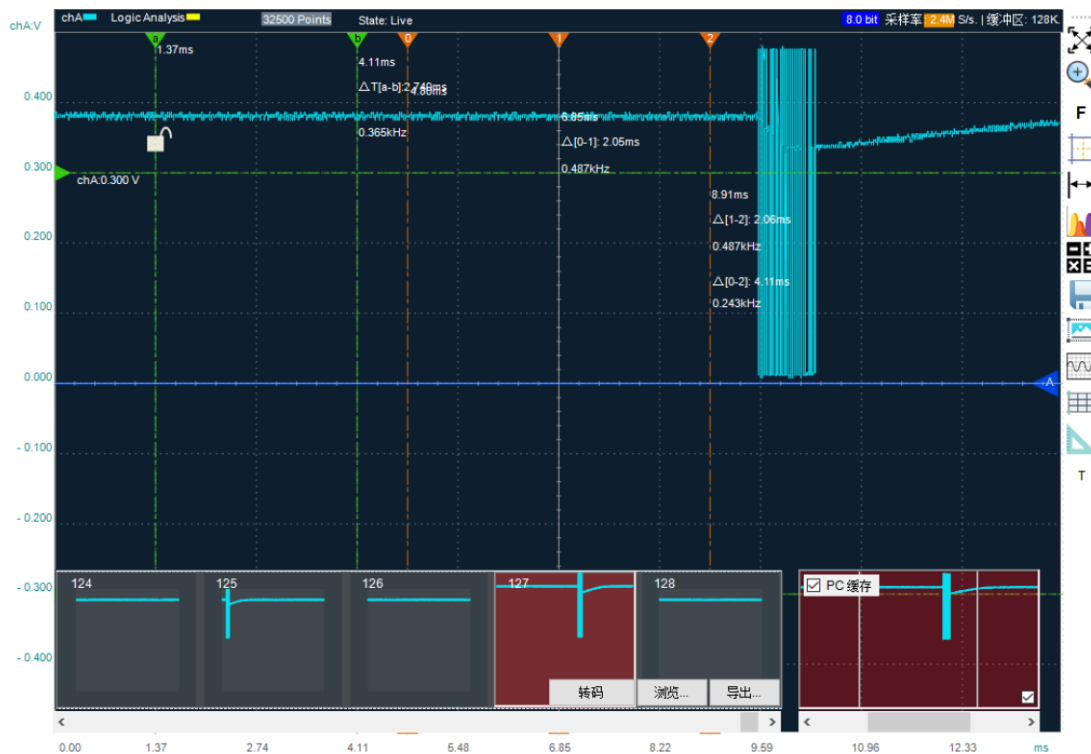 chA:V
chA
Logic Analysis
32500 Points
State: Live
8.0 bit
采样率: 2.4M S/s. | 缓冲区: 128K.
a
b
0
1
2
1.37ms
4.11ms
△T[a-b]:2.740ms
0.365kHz
6.85ms
△[0-1]: 2.05ms
0.487kHz
8.91ms
△[1-2]: 2.06ms
0.487kHz
△[0-2]: 4.11ms
0.243kHz
chA:0.300 V
A
0.400
0.300
0.200
0.100
0.000
- 0.100
- 0.200
- 0.300
- 0.400
F
T
124
125
126
127
128
转码
浏览...
导出...
PC 缓存
0.00
1.37
2.74
4.11
5.48
6.85
8.22
9.59
10.96
12.33
ms